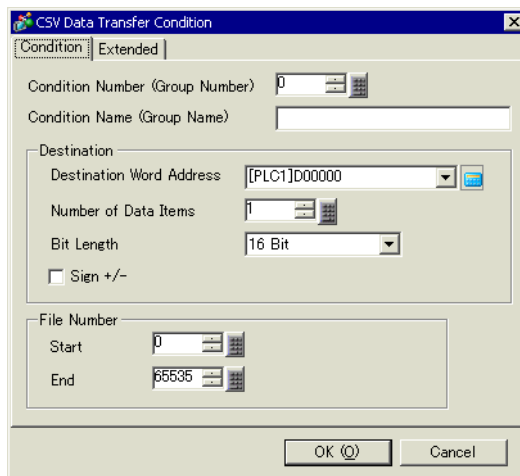 CSV Data Transfer Condition
Condition Extended
Condition Number (Group Number) 0
Condition Name (Group Name)
Destination
Destination Word Address [PLC1]D00000
Number of Data Items 1
Bit Length 16 Bit
Sign +/-
File Number
Start 0
End 65535
OK (O) Cancel